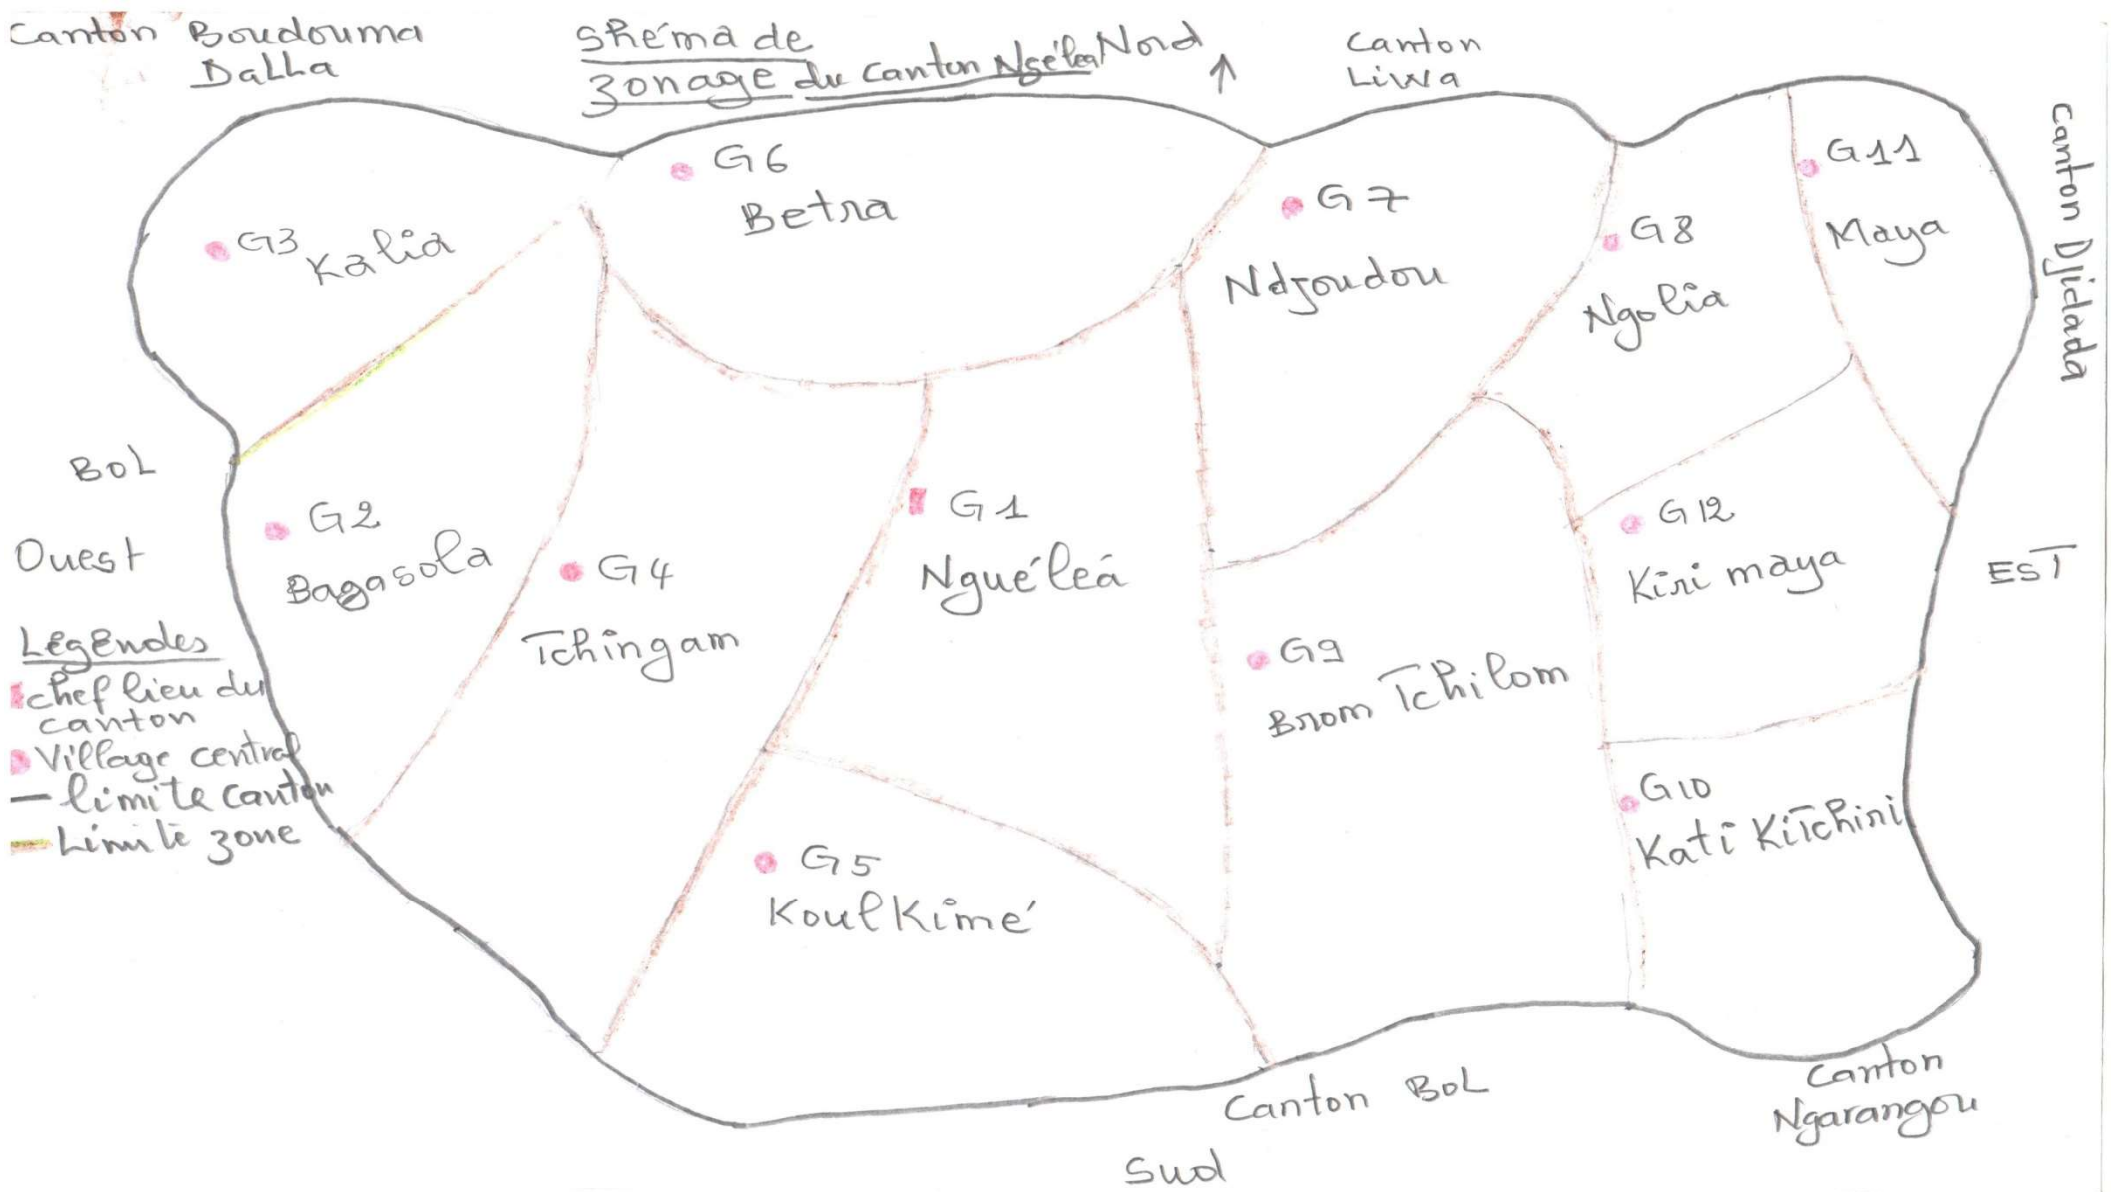 Canton Boudouma
Dalla
shéma de
zonage du canton Ngéléa
Nord
Canton
Liwa
Canton Djidada
G6
Betra
G11
Maya
G7
Ndjoudou
G8
Ngolia
G3
Kalia
Bol
Ouest
G2
Bagasola
G4
Tchingam
G1
Nguéleá
G12
Kiri maya
EST
G9
Brom Tchilom
G10
Kati Kitchiri
G5
Koulkimé
Légendes
chef lieu du
canton
Village central
limite canton
Limite zone
Canton Bol
Canton
Ngarangou
Sud